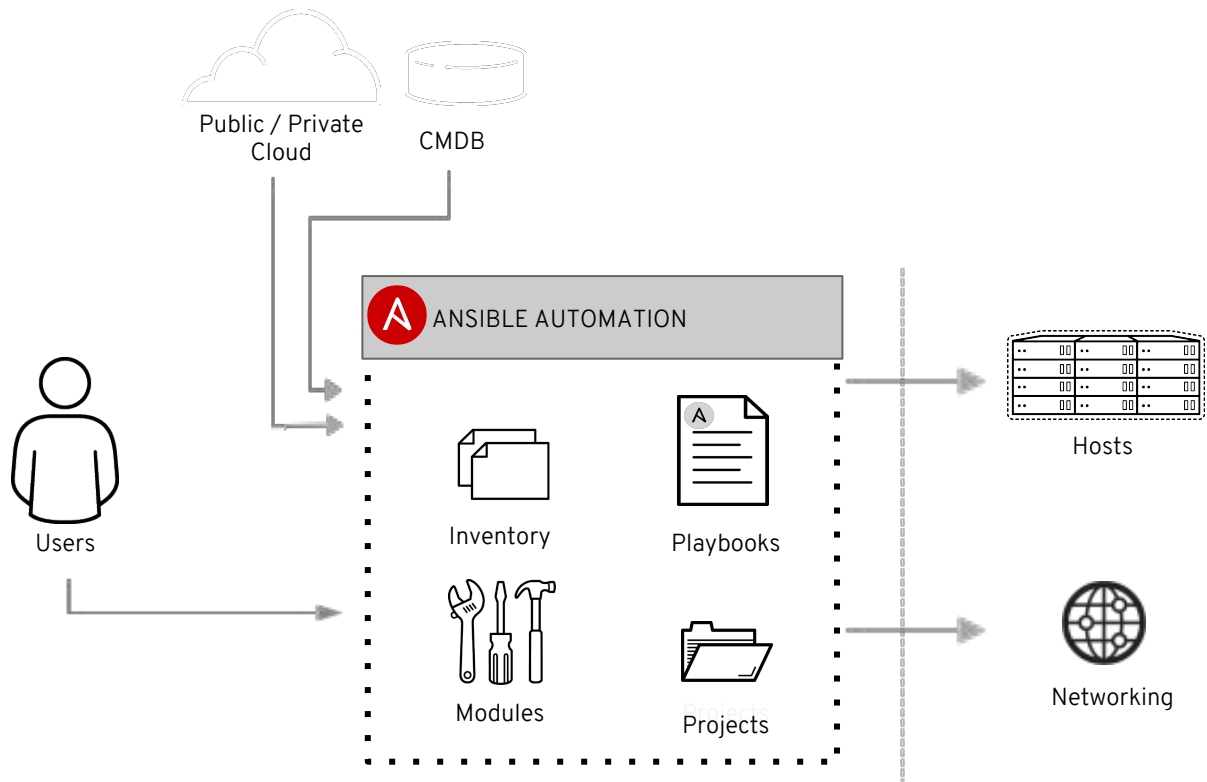 Public / Private
Cloud
CMDB
ANSIBLE AUTOMATION
Hosts
Users
Inventory
Playbooks
Modules
Projects
Networking